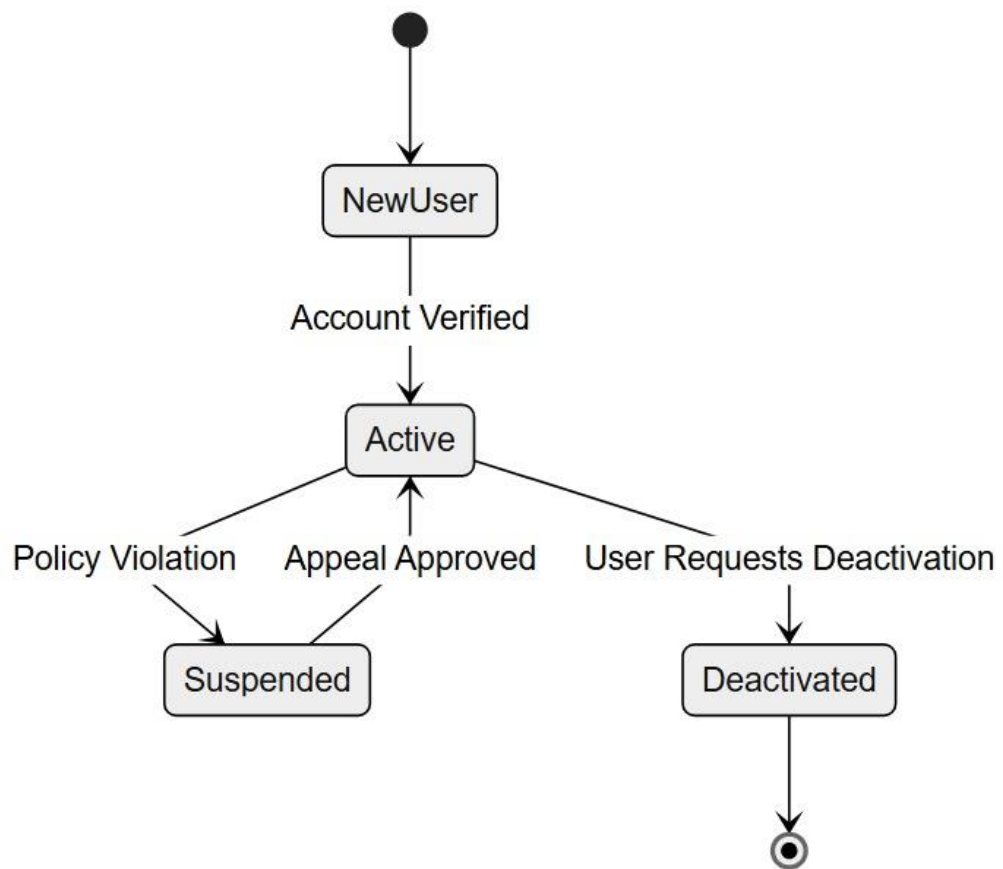 NewUser
Account Verified
Active
Policy Violation
Appeal Approved
User Requests Deactivation
Suspended
Deactivated